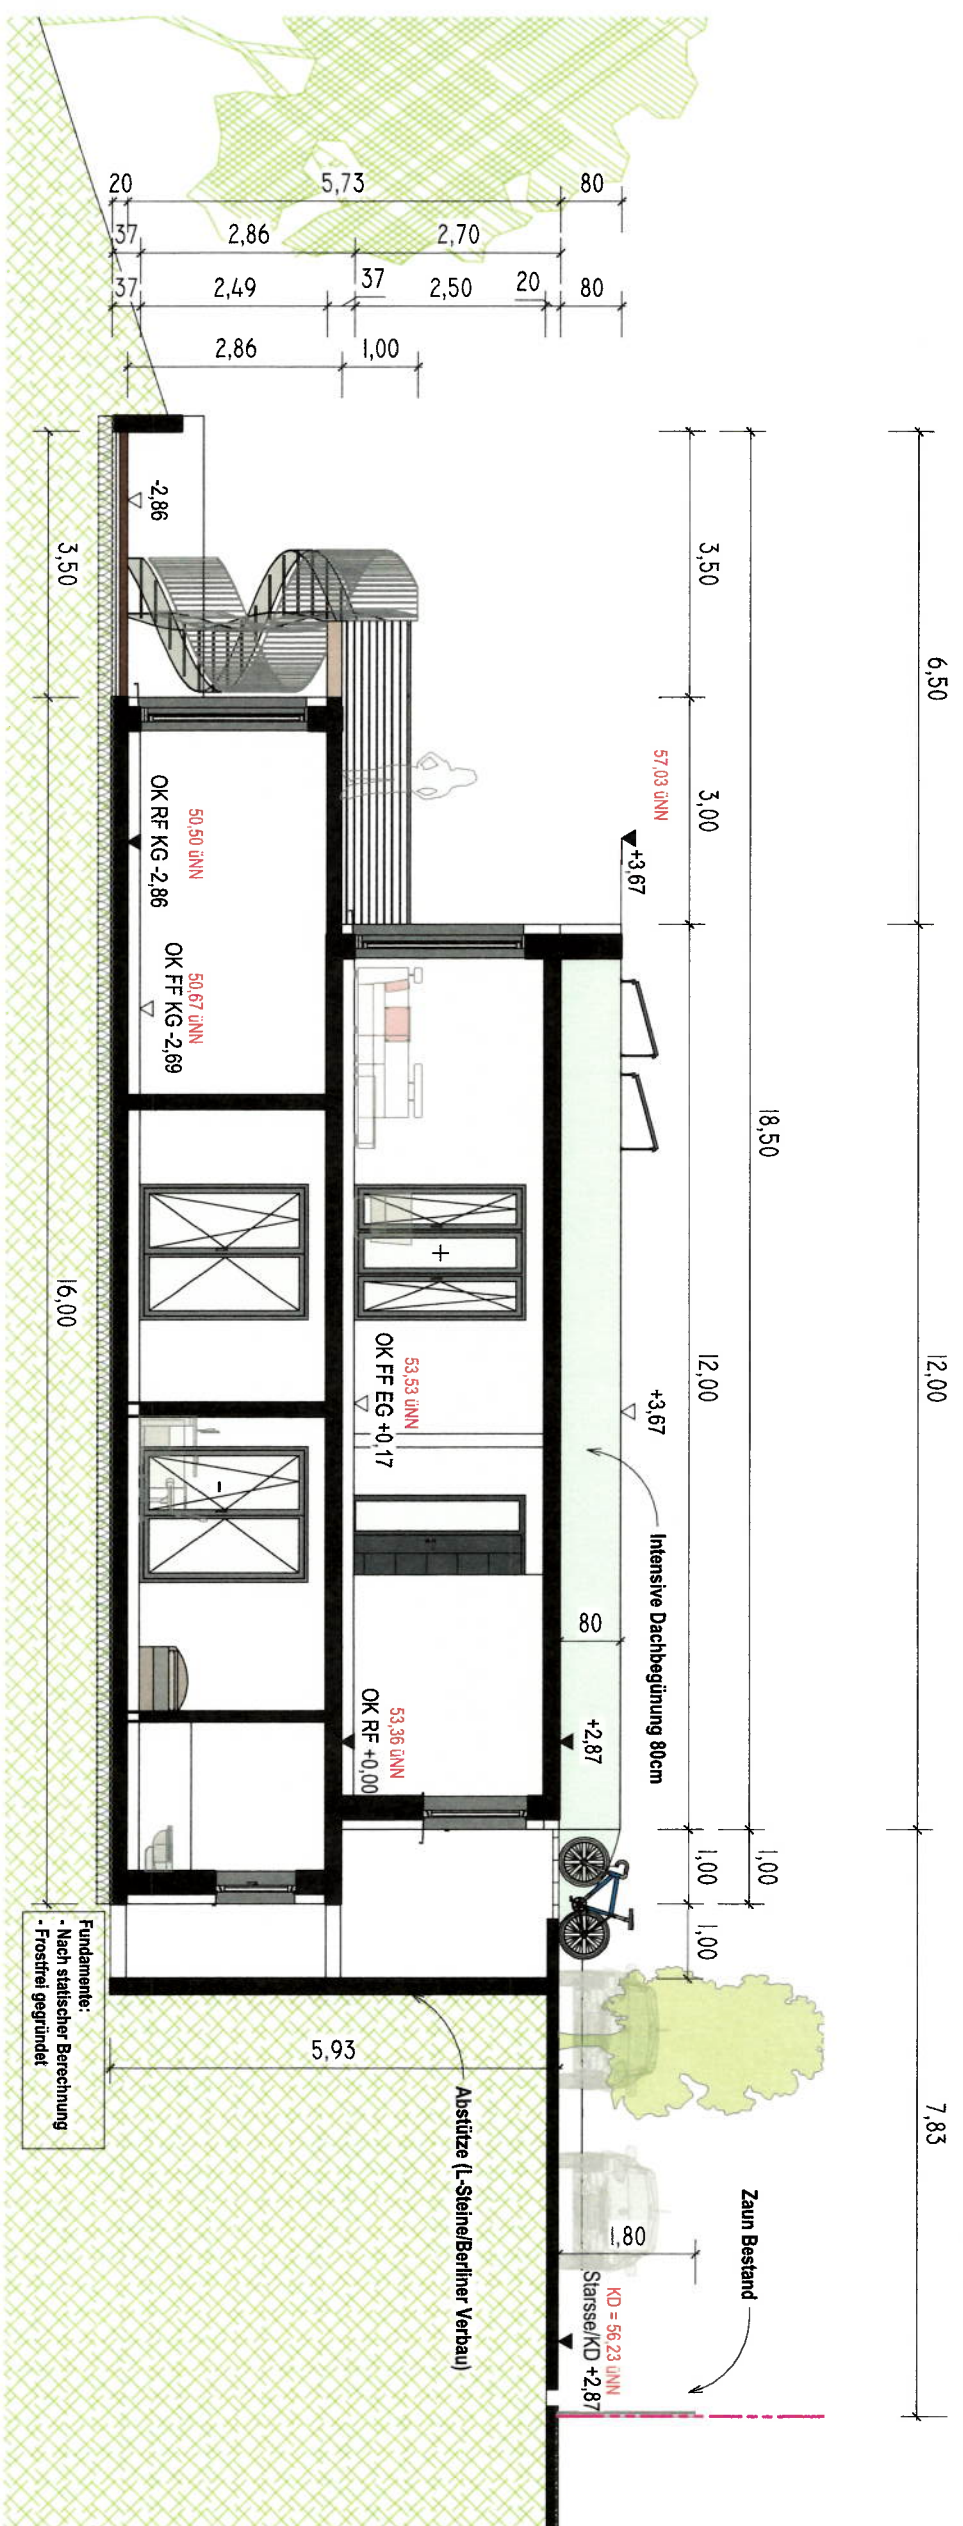 6,50
12,00
7,83
18,50
1,00
3,50
3,00
12,00
1,00
1,00
20
5,73
80
37
2,86
2,70
37
2,49
37
2,50
20
80
2,86
1,00
57,03 üNN
+3,67
+3,67
Intensive Dachbegünung 80cm
80
+2,87
Zaun Bestand
1,80
KD = 56,23 üNN
Starsse/KD +2,87
53,53 üNN
OK FF EG +0,17
53,36 üNN
OK RF +0,00
-2,86
50,50 üNN
OK RF KG -2,86
50,67 üNN
OK FF KG -2,69
+
-
5,93
Abstütze (L-Steine/Berliner Verbau)
3,50
16,00
Fundamente:
- Nach statischer Berechnung
- Frostfrei gegründet